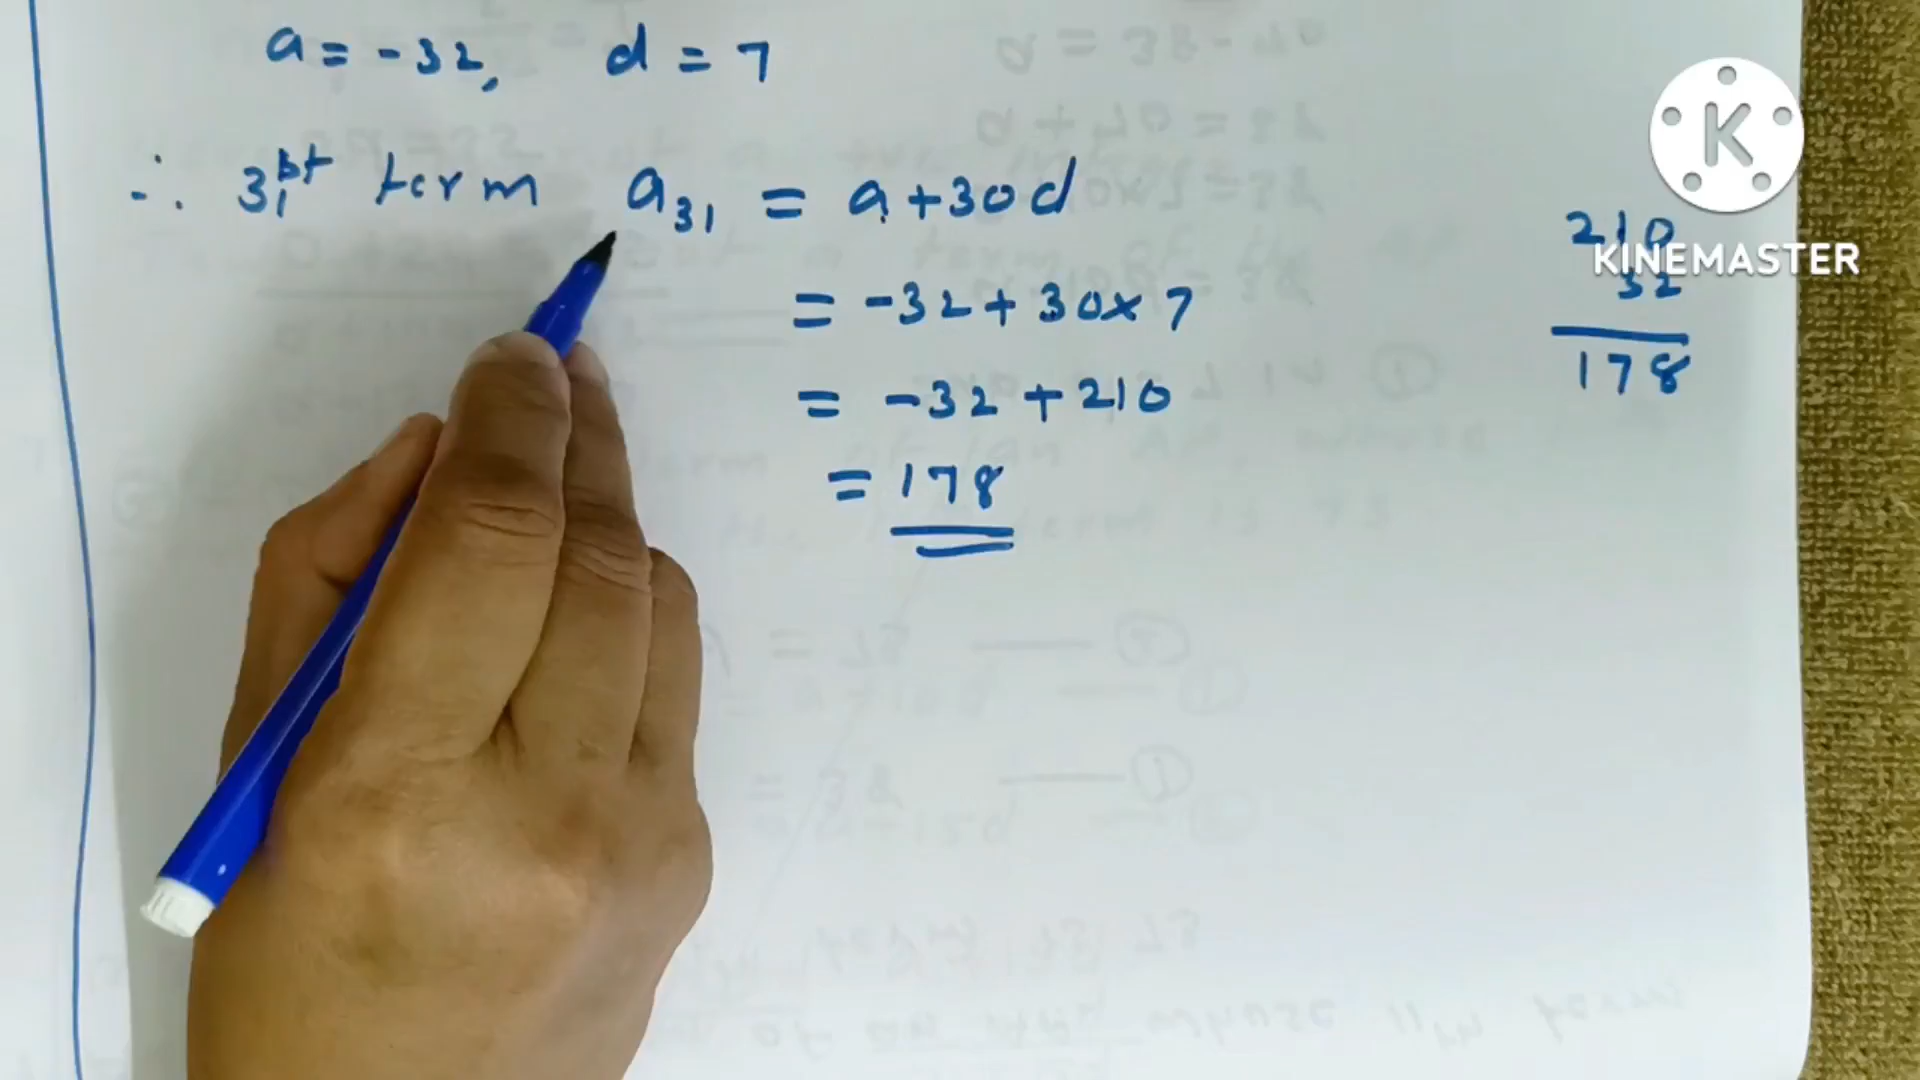 a = -32, d = 7
∴ 31st term a31 = a+30d
= -32 + 30×7
= -32 + 210
= 178
210
32
178
K
KINEMASTER